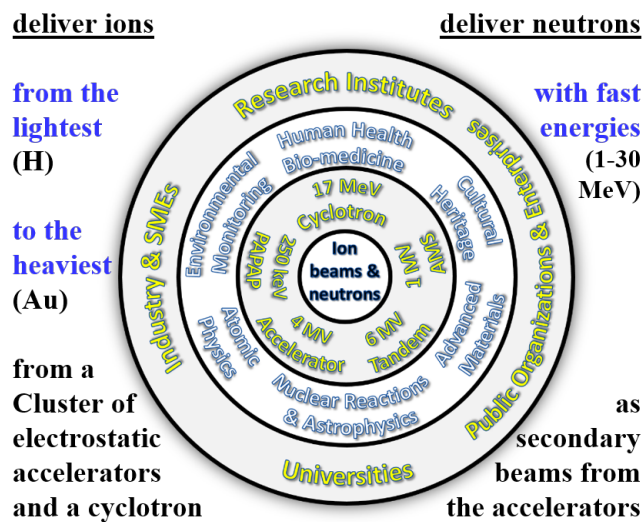 deliver ions
from the
lightest
(H)
to the
heaviest
(Au)
from a
Cluster of
electrostatic
accelerators
and a cyclotron
deliver neutrons
with fast
energies
(1-30
MeV)
as
secondary
beams from
the accelerators
Research Institutes
Public Organizations & Enterprises
Universities
Industry & SMEs
Human Health
Bio-medicine
Cultural
Heritage
Advanced
Materials
Nuclear Reactions
& Astrophysics
Atomic
Physics
Environmental
Monitoring
17 MeV
Cyclotron
AMS
1 MV
6 MV
Tandem
4 MV
Accelerator
PAPAP
250 keV
Ion
beams &
neutrons